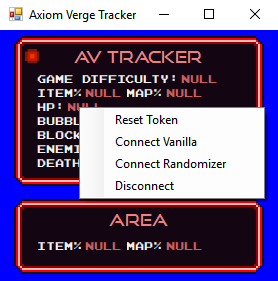 Axiom Verge Tracker
AV TRACKER
GAME DIFFICULTY: NULL
ITEM% NULL MAP% NULL
HP: NULL
BUBBL
BLOCK
ENEMI
DEATH
Reset Token
Connect Vanilla
Connect Randomizer
Disconnect
AREA
ITEM% NULL MAP% NULL